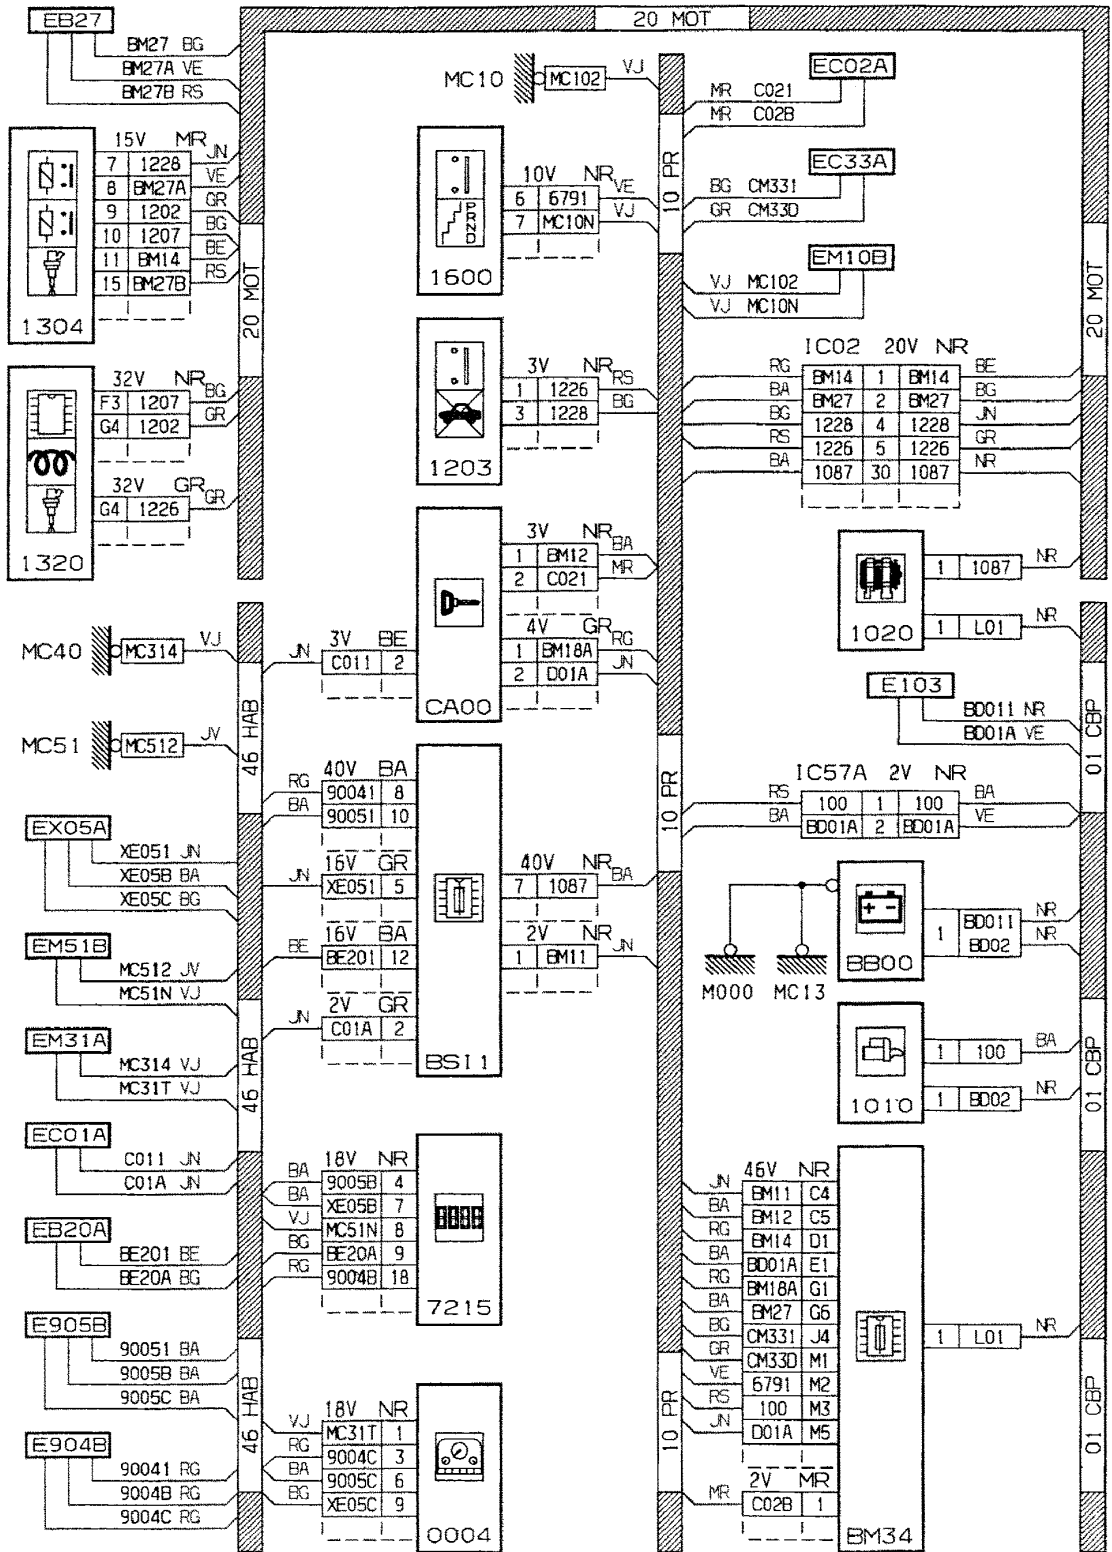 20 MOT
EB27
BM27 BG
BM27A VE
BM27B RS
15V MR
7 1228 JN
8 BM27A VE
9 1202 GR
10 1207 BG
11 BM14 BE
15 BM27B RS
1304
20 MOT
32V NR
F3 1207 BG
G4 1202 GR
32V GR
G4 1226 GR
1320
MC40 MC314 VJ
MC51 MC512 JV
46 HAB
EX05A
XE051 JN
XE05B BA
XE05C BG
EM51B
MC512 JV
MC51N VJ
EM31A
MC314 VJ
MC31T VJ
46 HAB
EC01A
C011 JN
C01A JN
EB20A
BE201 BE
BE20A BG
E905B
90051 BA
9005B BA
9005C BA
46 HAB
E904B
90041 RG
9004B RG
9004C RG
MC10 MC102 VJ
10V NR
6 6791 VE
7 MC10N VJ
1600
PRND
3V NR
1 1226 RS
3 1228 BG
1203
3V NR
1 BM12 BA
2 C021 MR
4V GR
1 BM18A RG
2 D01A JN
3V BE
JN C011 2
CA00
40V BA
RG 90041 8
BA 90051 10
16V GR
JN XE051 5
16V BA
BE BE201 12
2V GR
JN C01A 2
40V NR
7 1087 BA
2V NR
1 BM11 JN
BSI1
18V NR
BA 9005B 4
BA XE05B 7
VJ MC51N 8
BG BE20A 9
RG 9004B 18
7215
18V NR
VJ MC31T 1
RG 9004C 3
BA 9005C 6
BG XE05C 9
0004
10 PR
10 PR
10 PR
EC02A
MR C021
MR C02B
EC33A
BG CM331
GR CM33D
EM10B
VJ MC102
VJ MC10N
20 MOT
IC02 20V NR
RG BM14 1 BM14 BE
BA BM27 2 BM27 BG
BG 1228 4 1228 JN
RS 1226 5 1226 GR
BA 1087 30 1087 NR
1020
1 1087 NR
1 L01 NR
E103
BD011 NR
BD01A VE
01 CBP
IC57A 2V NR
RS 100 1 100 BA
BA BD01A 2 BD01A VE
BB00
+ -
1 BD011 NR
BD02 NR
M000 MC13
1010
1 100 BA
1 BD02 NR
01 CBP
46V NR
JN BM11 C4
BA BM12 C5
RG BM14 D1
BA BD01A E1
RG BM18A G1
BA BM27 G6
BG CM331 J4
GR CM33D M1
VE 6791 M2
RS 100 M3
JN D01A M5
2V MR
MR C02B 1
1 L01 NR
BM34
01 CBP